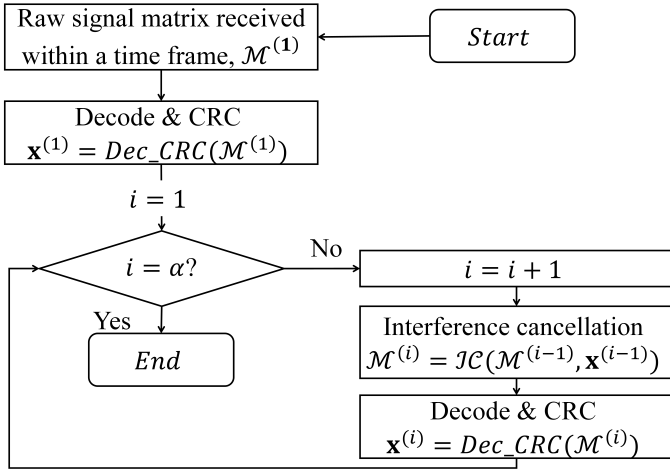 Start
Raw signal matrix received
within a time frame, ℳ⁽¹⁾
Decode & CRC
𝐱⁽¹⁾ = Dec_CRC(ℳ⁽¹⁾)
i = 1
i = α?
No
Yes
End
i = i + 1
Interference cancellation
ℳ⁽ⁱ⁾ = ℐ𝒞(ℳ⁽ⁱ⁻¹⁾, 𝐱⁽ⁱ⁻¹⁾)
Decode & CRC
𝐱⁽ⁱ⁾ = Dec_CRC(ℳ⁽ⁱ⁾)